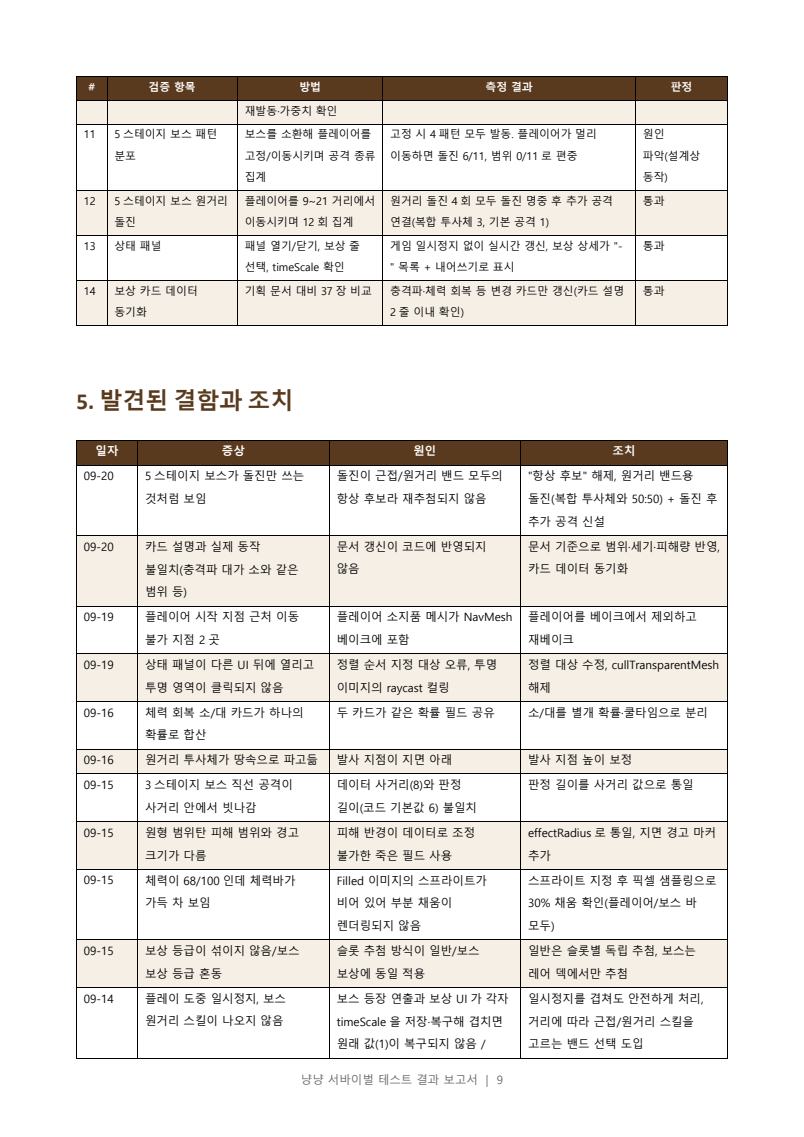 # 검증 항목 방법 측정 결과 판정
재발동·가중치 확인
11 5 스테이지 보스 패턴 보스를 소환해 플레이어를 고정 시 4 패턴 모두 발동. 플레이어가 멀리 원인
분포 고정/이동시키며 공격 종류 이동하면 돌진 6/11, 범위 0/11 로 편중 파악(설계상
집계 동작)
12 5 스테이지 보스 원거리 플레이어를 9~21 거리에서 원거리 돌진 4 회 모두 돌진 명중 후 추가 공격 통과
돌진 이동시키며 12 회 집계 연결(복합 투사체 3, 기본 공격 1)
13 상태 패널 패널 열기/닫기, 보상 줄 게임 일시정지 없이 실시간 갱신, 보상 상세가 "- 통과
선택, timeScale 확인 " 목록 + 내어쓰기로 표시
14 보상 카드 데이터 기획 문서 대비 37 장 비교 충격파·체력 회복 등 변경 카드만 갱신(카드 설명 통과
동기화 2 줄 이내 확인)
5. 발견된 결함과 조치
일자 증상 원인 조치
09-20 5 스테이지 보스가 돌진만 쓰는 돌진이 근접/원거리 밴드 모두의 "항상 후보" 해제, 원거리 밴드용
것처럼 보임 항상 후보라 재추첨되지 않음 돌진(복합 투사체와 50:50) + 돌진 후
추가 공격 신설
09-20 카드 설명과 실제 동작 문서 갱신이 코드에 반영되지 문서 기준으로 범위·세기·피해량 반영,
불일치(충격파 대가 소와 같은 않음 카드 데이터 동기화
범위 등)
09-19 플레이어 시작 지점 근처 이동 플레이어 소지품 메시가 NavMesh 플레이어를 베이크에서 제외하고
불가 지점 2 곳 베이크에 포함 재베이크
09-19 상태 패널이 다른 UI 뒤에 열리고 정렬 순서 지정 대상 오류, 투명 정렬 대상 수정, cullTransparentMesh
투명 영역이 클릭되지 않음 이미지의 raycast 컬링 해제
09-16 체력 회복 소/대 카드가 하나의 두 카드가 같은 확률 필드 공유 소/대를 별개 확률·쿨타임으로 분리
확률로 합산
09-16 원거리 투사체가 땅속으로 파고듦 발사 지점이 지면 아래 발사 지점 높이 보정
09-15 3 스테이지 보스 직선 공격이 데이터 사거리(8)와 판정 판정 길이를 사거리 값으로 통일
사거리 안에서 빗나감 길이(코드 기본값 6) 불일치
09-15 원형 범위탄 피해 범위와 경고 피해 반경이 데이터로 조정 effectRadius 로 통일, 지면 경고 마커
크기가 다름 불가한 죽은 필드 사용 추가
09-15 체력이 68/100 인데 체력바가 Filled 이미지의 스프라이트가 스프라이트 지정 후 픽셀 샘플링으로
가득 차 보임 비어 있어 부분 채움이 30% 채움 확인(플레이어/보스 바
렌더링되지 않음 모두)
09-15 보상 등급이 섞이지 않음/보스 슬롯 추첨 방식이 일반/보스 일반은 슬롯별 독립 추첨, 보스는
보상 등급 혼동 보상에 동일 적용 레어 덱에서만 추첨
09-14 플레이 도중 일시정지, 보스 보스 등장 연출과 보상 UI 가 각자 일시정지를 겹쳐도 안전하게 처리,
원거리 스킬이 나오지 않음 timeScale 을 저장·복구해 겹치면 거리에 따라 근접/원거리 스킬을
원래 값(1)이 복구되지 않음 / 고르는 밴드 선택 도입
냥냥 서바이벌 테스트 결과 보고서 | 9